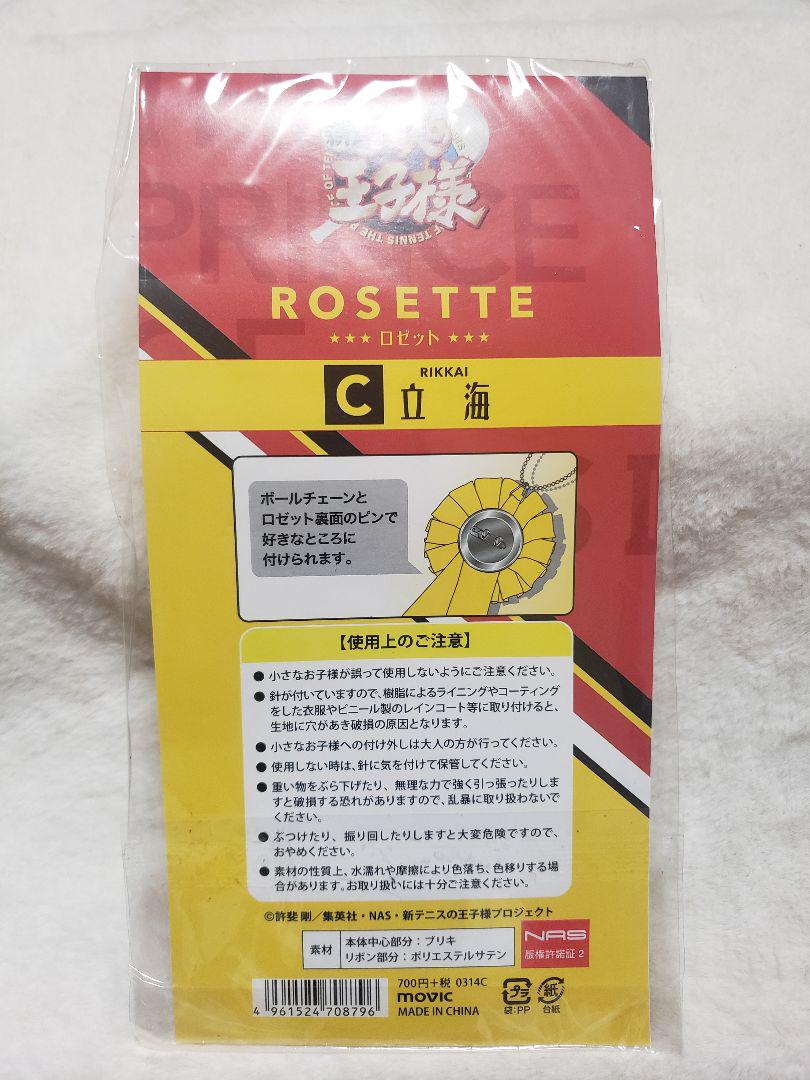 王子様
PRINCE
ROSETTE
★★★ ロゼット ★★★
C RIKKAI
立海
ボールチェーンと
ロゼット裏面のピンで
好きなところに
付けられます。
【使用上のご注意】
● 小さなお子様が誤って使用しないようにご注意ください。
● 針が付いていますので、樹脂によるライニングやコーティング
をした衣服やビニール製のレインコート等に取り付けると、
生地に穴があき破損の原因となります。
● 小さなお子様への付け外しは大人の方が行ってください。
● 使用しない時は、針に気を付けて保管してください。
● 重い物をぶら下げたり、無理な力で強く引っ張ったりしま
すと破損する恐れがありますので、乱暴に取り扱わないで
ください。
● ぶつけたり、振り回したりしますと大変危険ですので、
おやめください。
● 素材の性質上、水濡れや摩擦により色落ち、色移りする場
合があります。お取り扱いには十分ご注意ください。
©許斐 剛／集英社・NAS・新テニスの王子様プロジェクト
素材 本体中心部分：ブリキ
リボン部分：ポリエステルサテン
NAS
版権許諾証 2
700円+税 0314C
movic
MADE IN CHINA
4 961524 708796
プラ
袋:PP
紙
台紙